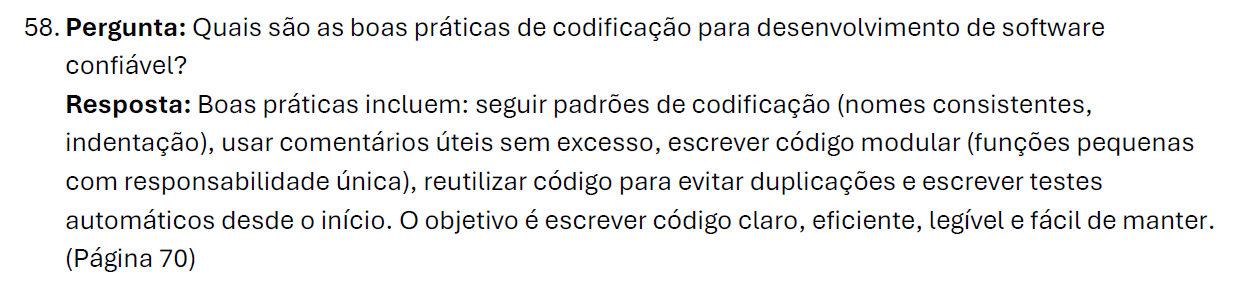 58. Pergunta: Quais são as boas práticas de codificação para desenvolvimento de software
confiável?
Resposta: Boas práticas incluem: seguir padrões de codificação (nomes consistentes,
indentação), usar comentários úteis sem excesso, escrever código modular (funções pequenas
com responsabilidade única), reutilizar código para evitar duplicações e escrever testes
automáticos desde o início. O objetivo é escrever código claro, eficiente, legível e fácil de manter.
(Página 70)